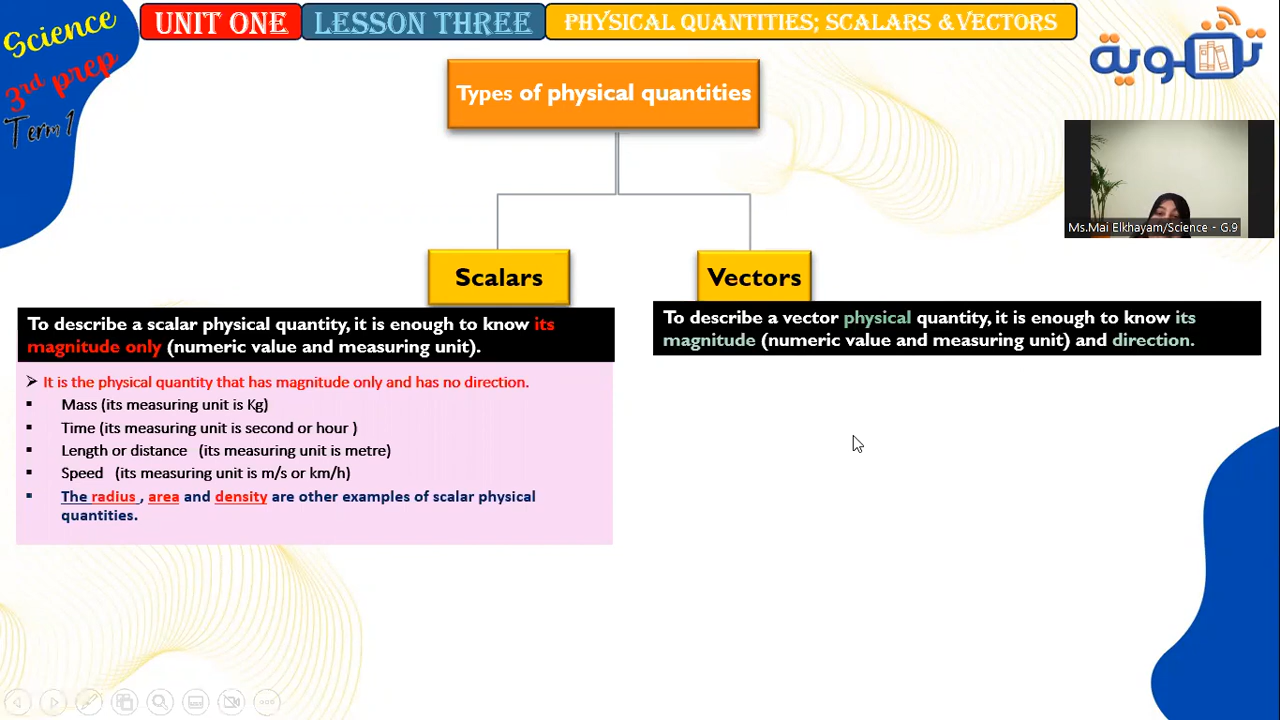 Science
3rd prep
Term 1
UNIT ONE
LESSON THREE
PHYSICAL QUANTITIES; SCALARS &VECTORS
تقوية
Types of physical quantities
Ms.Mai Elkhayam/Science - G.9
Scalars
Vectors
To describe a scalar physical quantity, it is enough to know its
magnitude only (numeric value and measuring unit).
➢ It is the physical quantity that has magnitude only and has no direction.
▪ Mass (its measuring unit is Kg)
▪ Time (its measuring unit is second or hour )
▪ Length or distance (its measuring unit is metre)
▪ Speed (its measuring unit is m/s or km/h)
▪ The radius , area and density are other examples of scalar physical
quantities.
To describe a vector physical quantity, it is enough to know its
magnitude (numeric value and measuring unit) and direction.